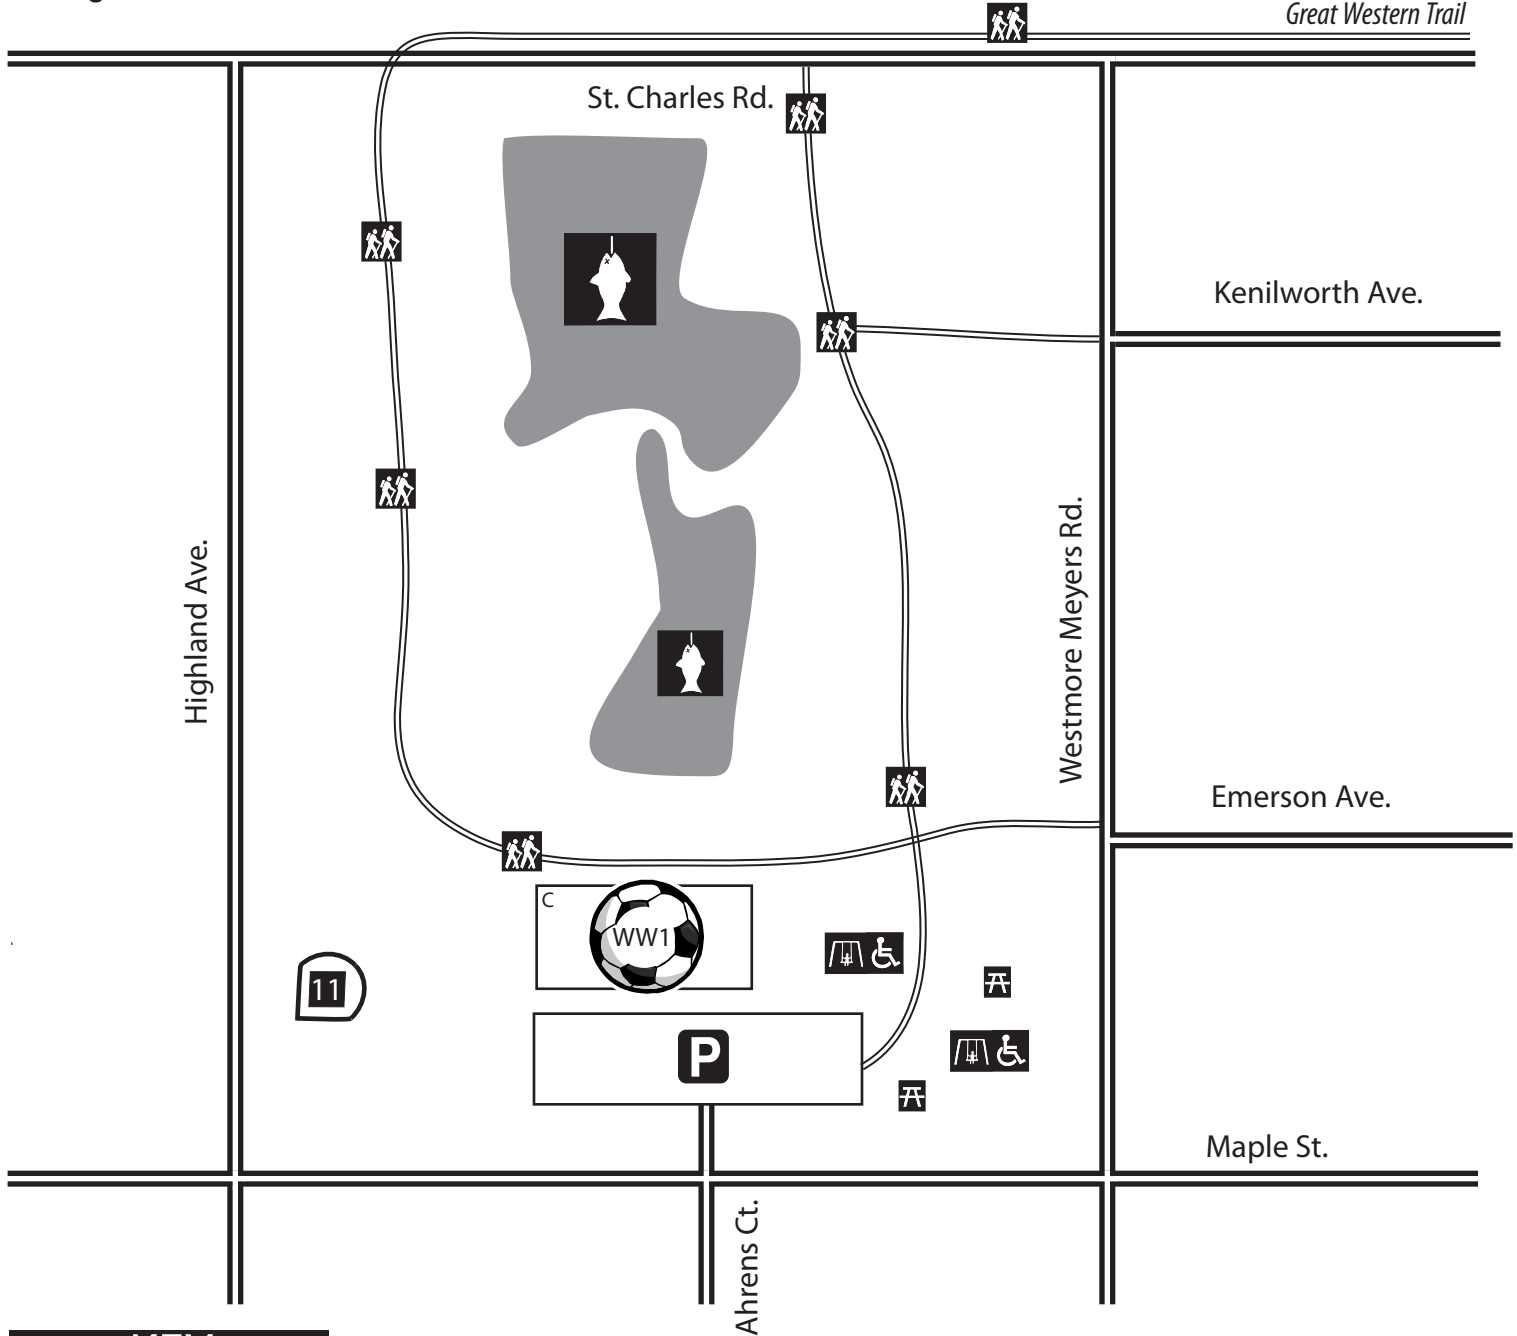 Great Western Trail
St. Charles Rd.
Kenilworth Ave.
Highland Ave.
Westmore Meyers Rd.
Emerson Ave.
C
WW1
11
P
Maple St.
Ahrens Ct.
KEY